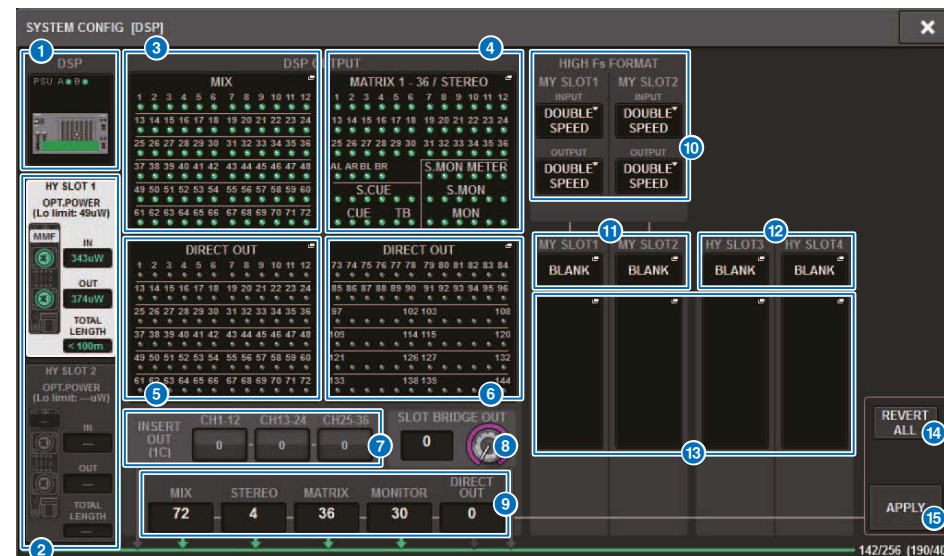 SYSTEM CONFIG [DSP]
×
1
3
4
DSP
DSP OUTPUT
HIGH Fs FORMAT
PSU A B
MIX
1 2 3 4 5 6 7 8 9 10 11 12
13 14 15 16 17 18 19 20 21 22 23 24
25 26 27 28 29 30 31 32 33 34 35 36
37 38 39 40 41 42 43 44 45 46 47 48
49 50 51 52 53 54 55 56 57 58 59 60
61 62 63 64 65 66 67 68 69 70 71 72
MATRIX 1 - 36 / STEREO
1 2 3 4 5 6 7 8 9 10 11 12
13 14 15 16 17 18 19 20 21 22 23 24
25 26 27 28 29 30 31 32 33 34 35 36
AL AR BL BR
S.MON METER
S.CUE
S.MON
CUE TB
MON
MY SLOT1 MY SLOT2
INPUT INPUT
DOUBLE SPEED DOUBLE SPEED
OUTPUT OUTPUT
DOUBLE SPEED DOUBLE SPEED
10
HY SLOT 1
OPT.POWER
(Lo limit: 49uW)
MMF
IN
343uW
OUT
374uW
TOTAL
LENGTH
<100m
HY SLOT 2
OPT.POWER
(Lo limit: ---uW)
---
IN
---
OUT
---
TOTAL
LENGTH
---
2
DIRECT OUT
1 2 3 4 5 6 7 8 9 10 11 12
13 14 15 16 17 18 19 20 21 22 23 24
25 26 27 28 29 30 31 32 33 34 35 36
37 38 39 40 41 42 43 44 45 46 47 48
49 50 51 52 53 54 55 56 57 58 59 60
61 62 63 64 65 66 67 68 69 70 71 72
5
DIRECT OUT
73 74 75 76 77 78 79 80 81 82 83 84
85 86 87 88 89 90 91 92 93 94 95 96
97 102 103 108
109 114 115 120
121 126 127 132
133 138 139 144
6
11
12
MY SLOT1 MY SLOT2 HY SLOT3 HY SLOT4
BLANK BLANK BLANK BLANK
13
INSERT
OUT
(1C)
CH1-12 CH13-24 CH25-36
0 0 0
7
SLOT BRIDGE OUT
0
8
MIX STEREO MATRIX MONITOR DIRECT OUT
72 4 36 30 0
9
REVERT
ALL
14
APPLY
15
142/256 (190/4/